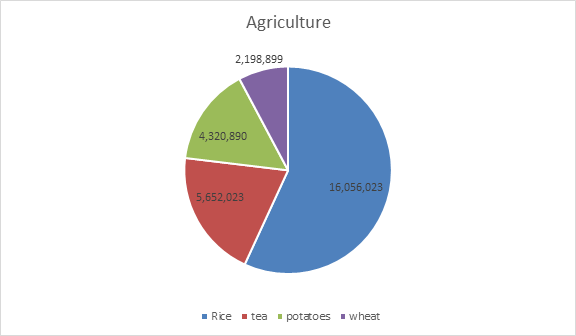 Agriculture
2,198,899
4,320,890
16,056,023
5,652,023
Rice tea potatoes wheat